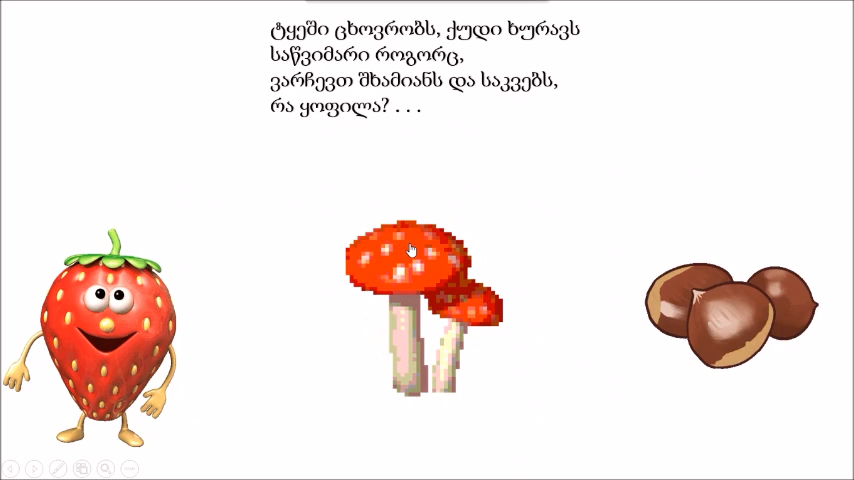 ტყეში ცხოვრობს, ქუდი ხურავს
საწვიმარი როგორც,
ვარჩევთ შხამიანს და საკვებს,
რა ყოფილა? . . .